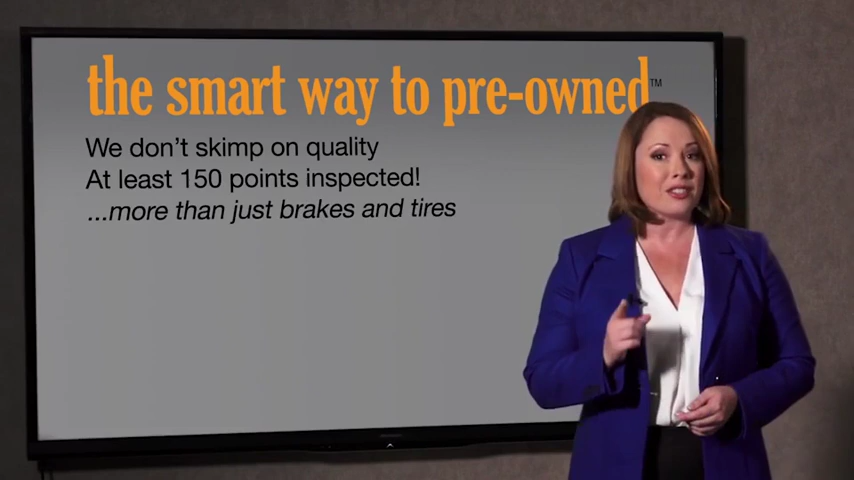 the smart way to pre-owned™
We don't skimp on quality
At least 150 points inspected!
...more than just brakes and tires